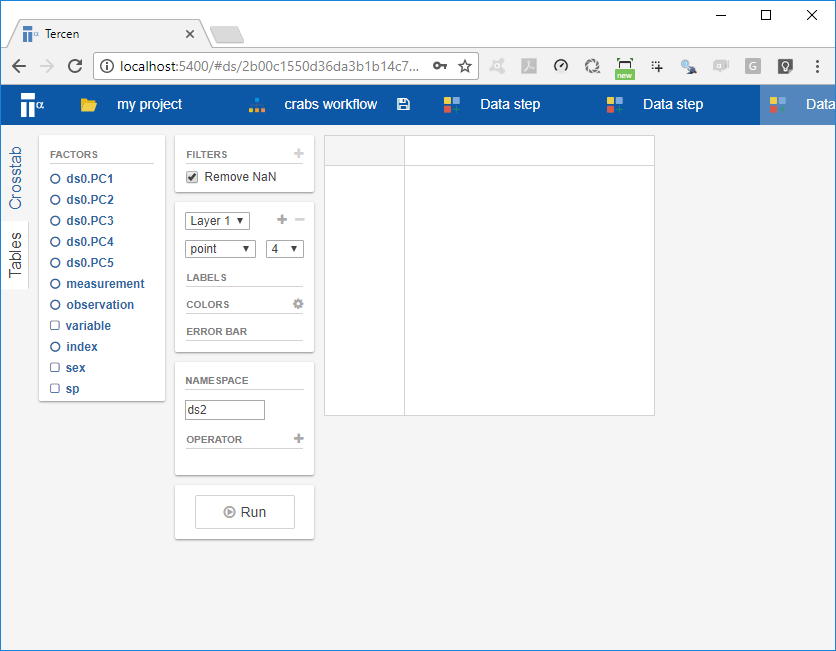 Tercen
localhost:5400/#ds/2b00c1550d36da3b1b14c7...
new
G
my project
crabs workflow
Data step
Data step
Data
Crosstab
Tables
FACTORS
ds0.PC1
ds0.PC2
ds0.PC3
ds0.PC4
ds0.PC5
measurement
observation
variable
index
sex
sp
FILTERS
Remove NaN
Layer 1
point
4
LABELS
COLORS
ERROR BAR
NAMESPACE
ds2
OPERATOR
Run